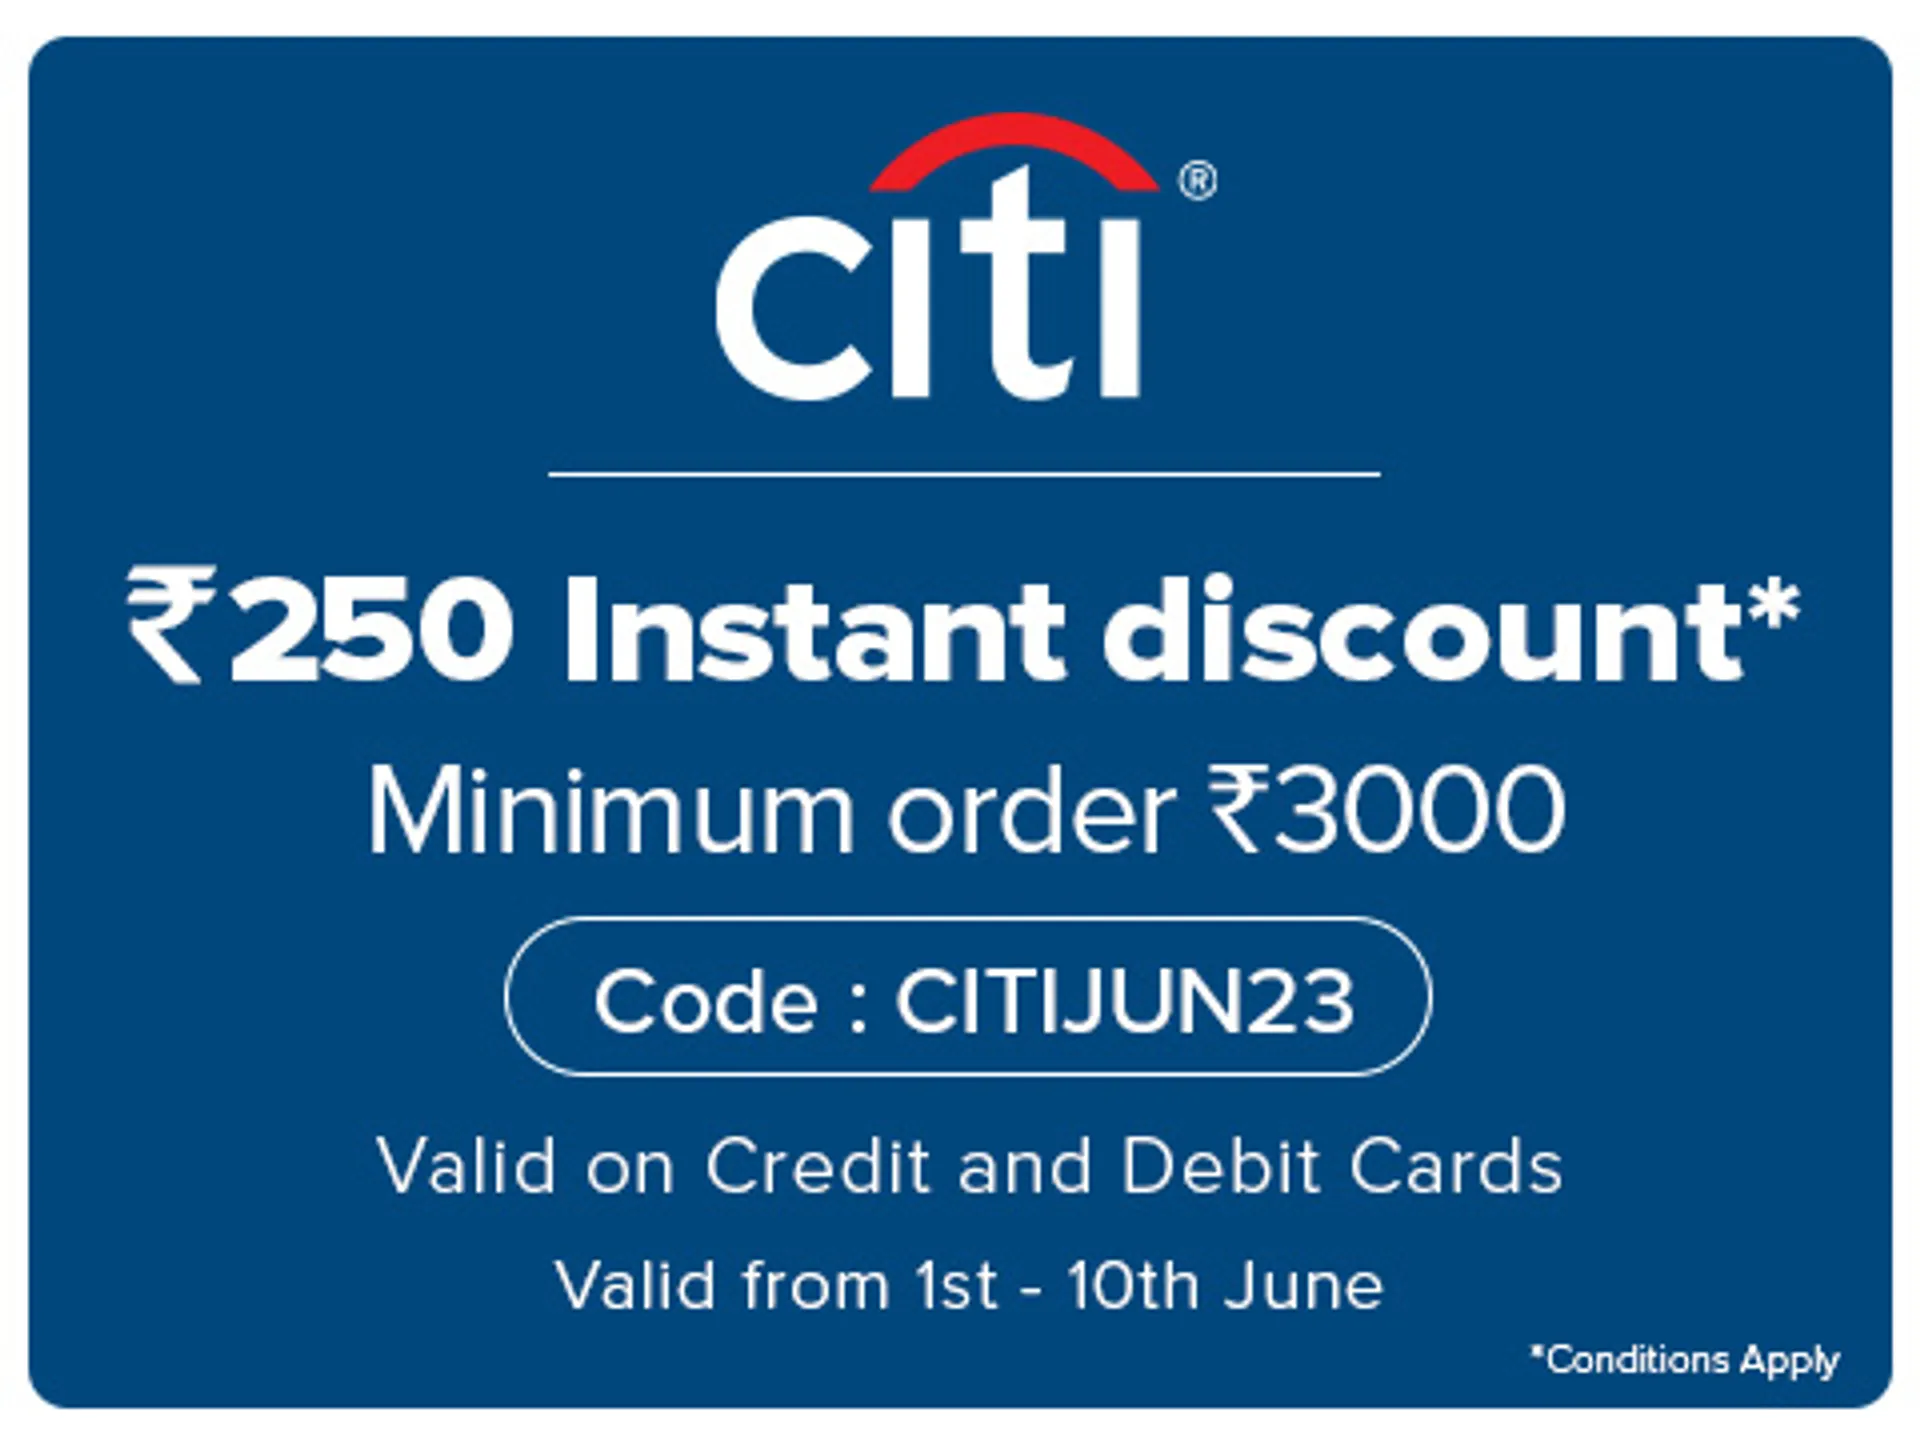 citi®
₹250 Instant discount*
Minimum order ₹3000
Code : CITIJUN23
Valid on Credit and Debit Cards
Valid from 1st - 10th June
*Conditions Apply